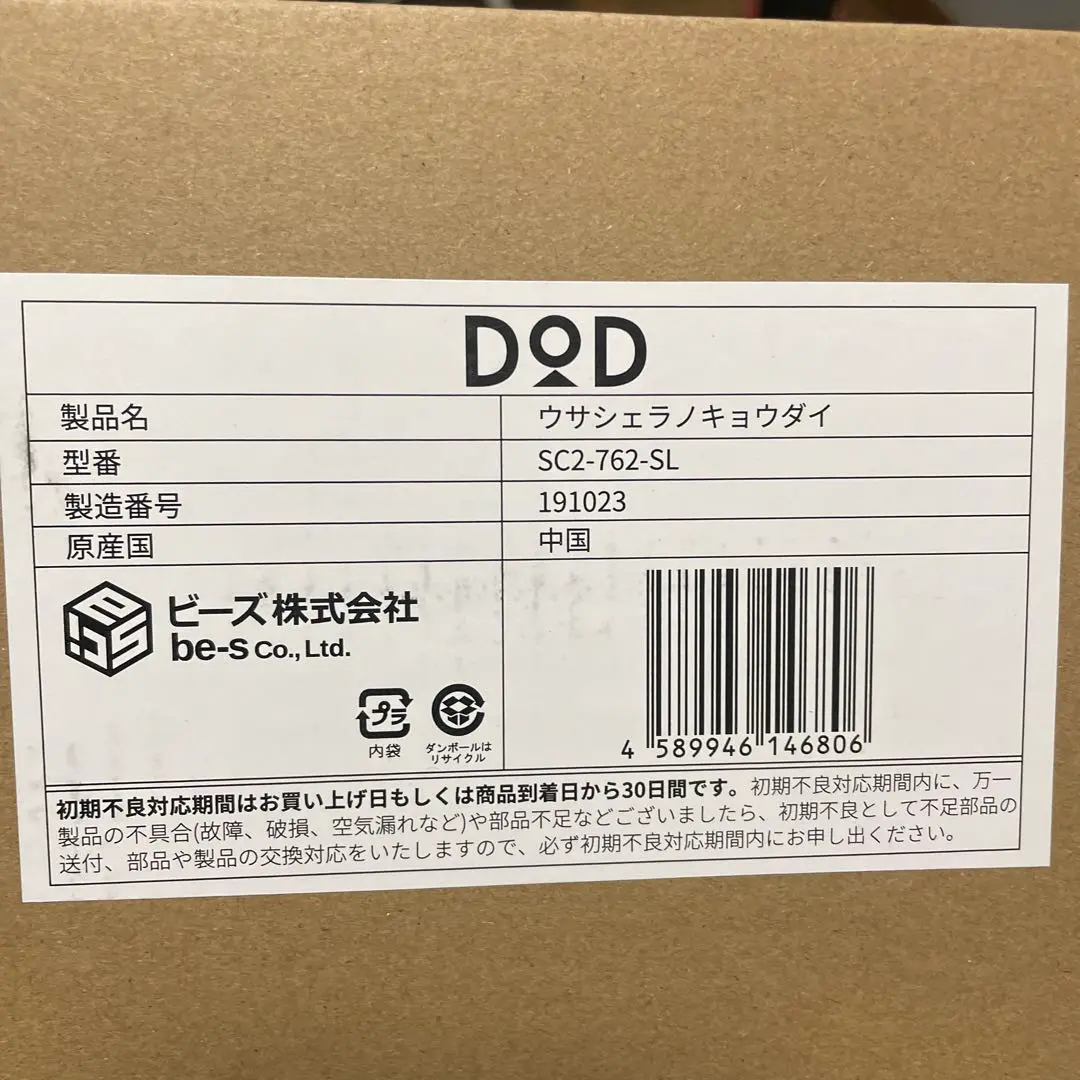 DOD
製品名 ウサシェラノキョウダイ
型番 SC2-762-SL
製造番号 191023
原産国 中国
ビーズ株式会社
be-s Co., Ltd.
プラ
内袋
ダンボールは
リサイクル
4 589946 146806
初期不良対応期間はお買い上げ日もしくは商品到着日から30日間です。初期不良対応期間内に、万一
製品の不具合(故障、破損、空気漏れなど)や部品不足などございましたら、初期不良として不足部品の
送付、部品や製品の交換対応をいたしますので、必ず初期不良対応期間内にお申し出ください。